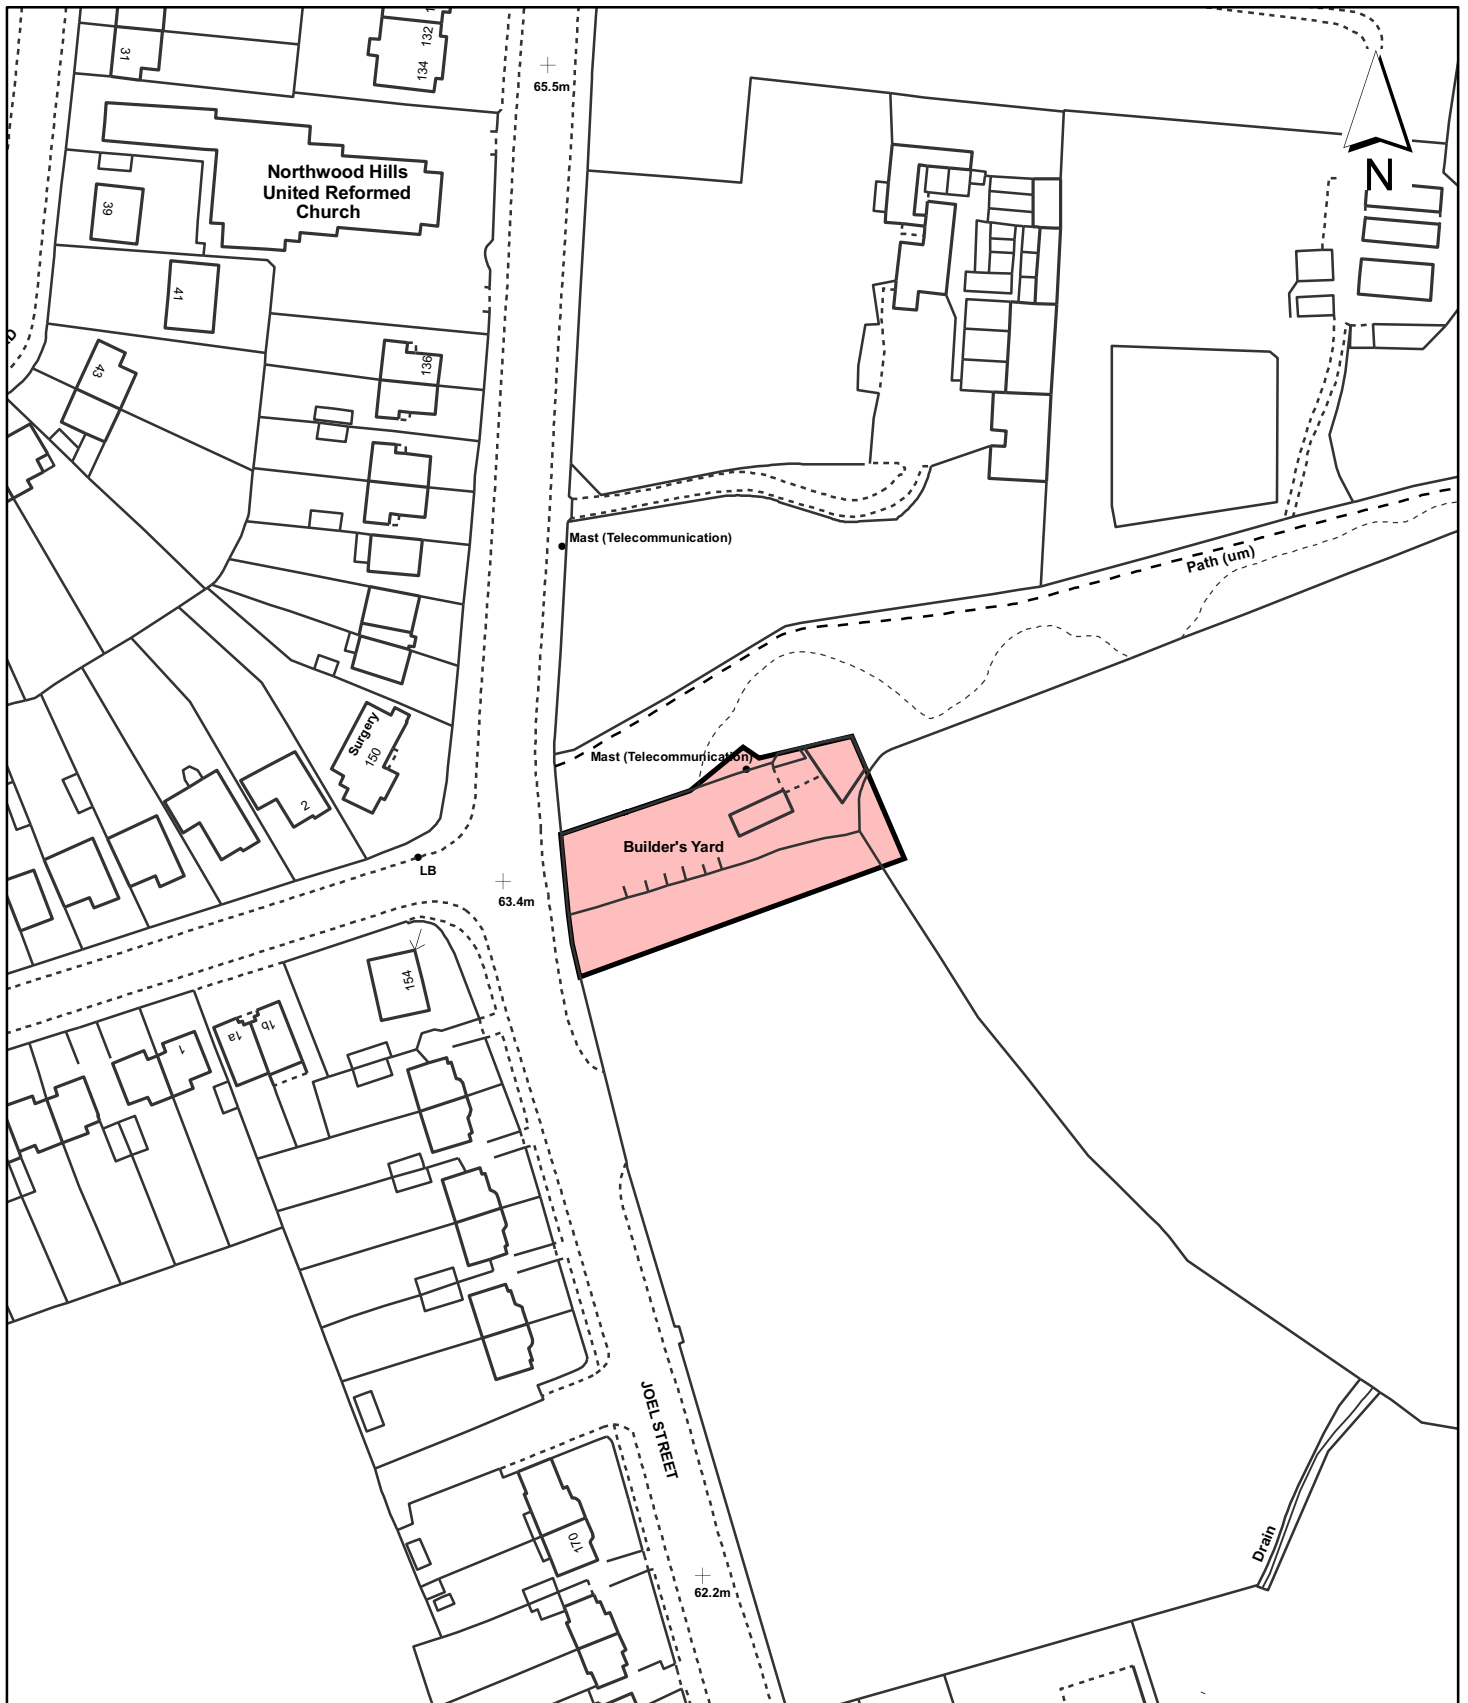 31
132
134
65.5m
Northwood Hills
United Reformed
Church
N
39
41
136
43
Mast (Telecommunication)
Path (um)
Surgery
150
Mast (Telecommunication)
2
Builder's Yard
LB
63.4m
154
1
1a
1b
JOEL STREET
170
Drain
62.2m